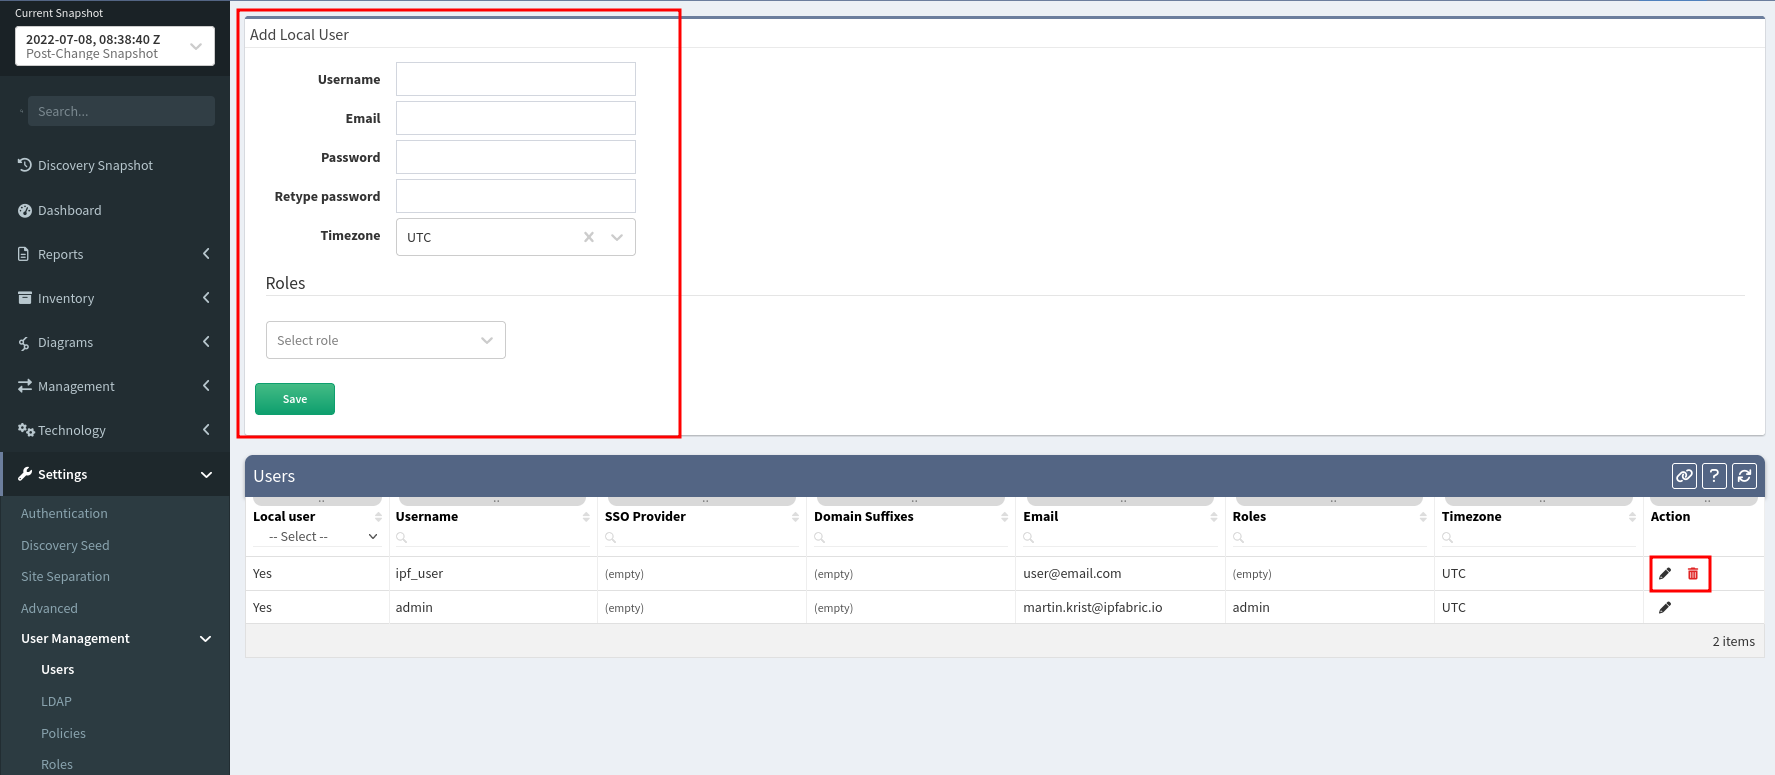 Current Snapshot
2022-07-08, 08:38:40 Z
Post-Change Snapshot
Search...
Discovery Snapshot
Dashboard
Reports
Inventory
Diagrams
Management
Technology
Settings
Authentication
Discovery Seed
Site Separation
Advanced
User Management
Users
LDAP
Policies
Roles
Add Local User
Username
Email
Password
Retype password
Timezone UTC
Roles
Select role
Save
Users ?
Local user Username SSO Provider Domain Suffixes Email Roles Timezone Action
-- Select --
Yes ipf_user (empty) (empty) user@email.com (empty) UTC
Yes admin (empty) (empty) martin.krist@ipfabric.io admin UTC
2 items